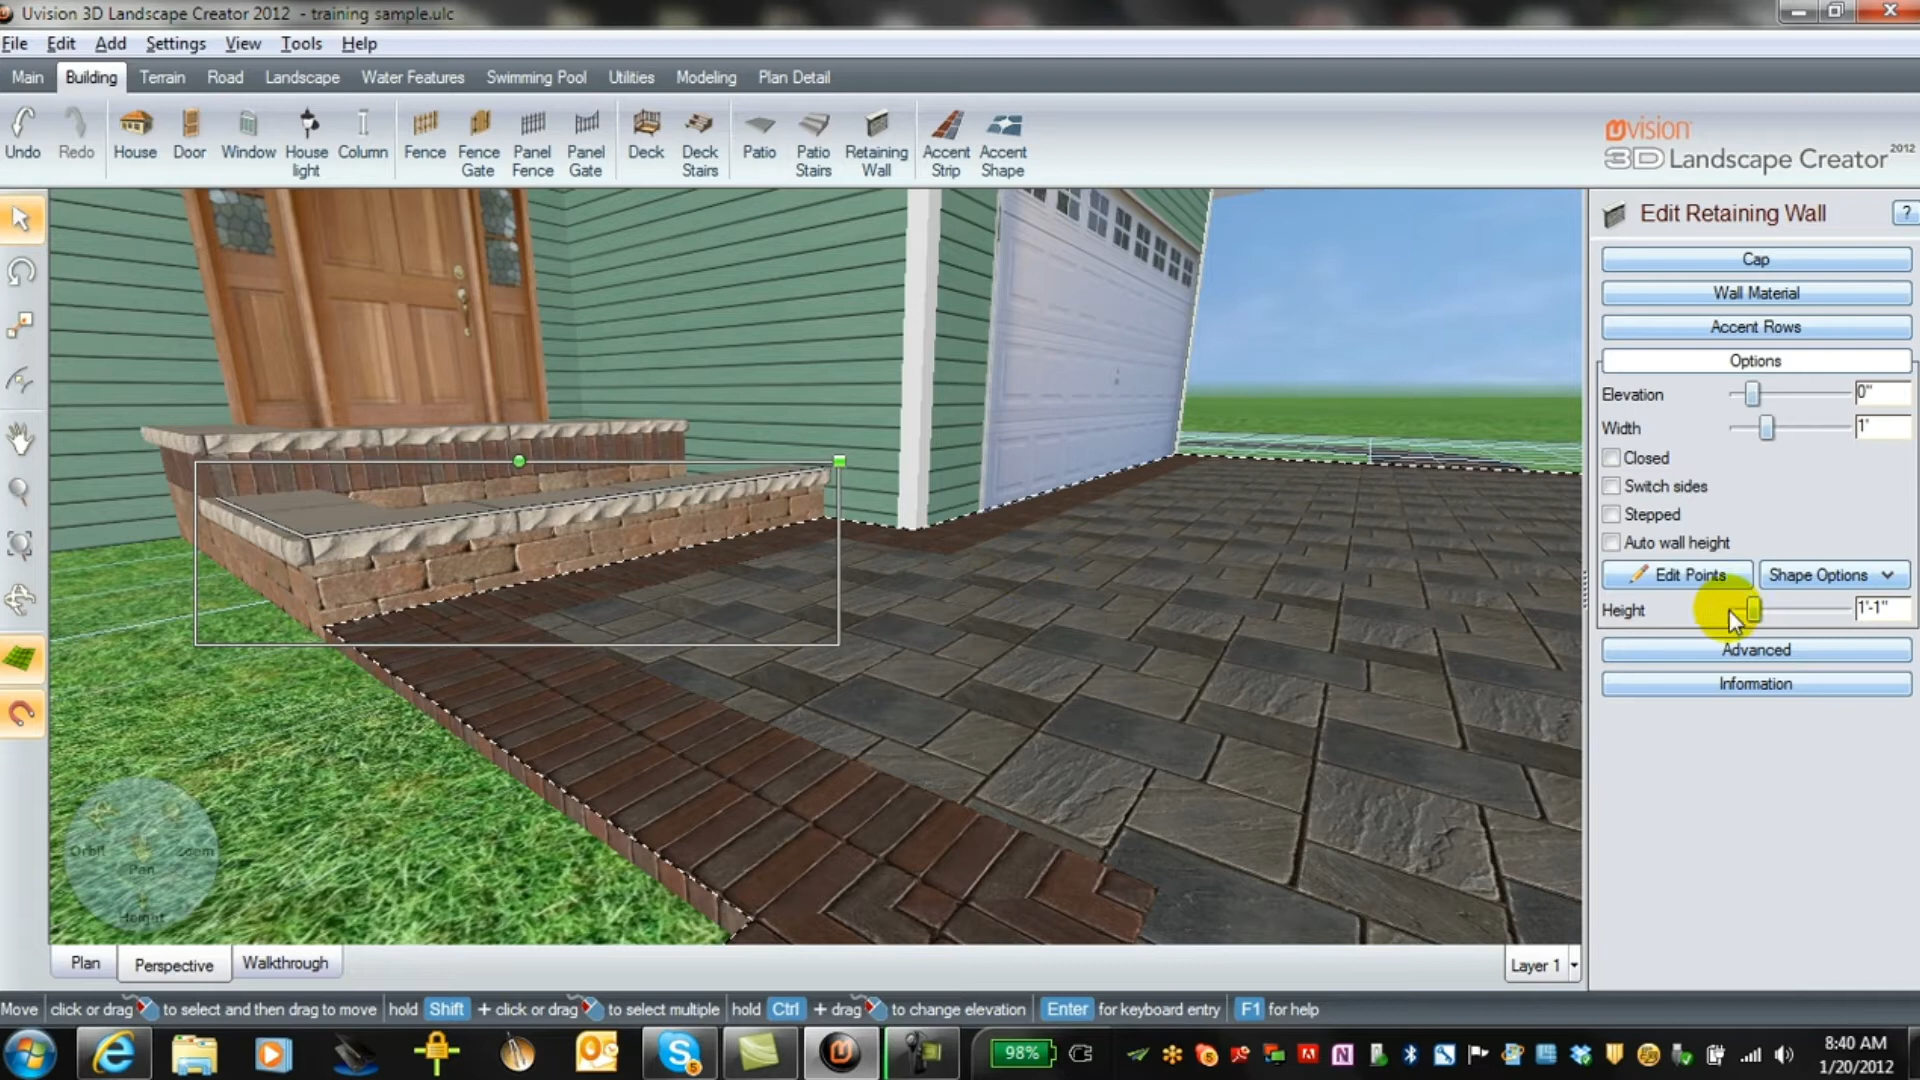 Uvision 3D Landscape Creator 2012 - training sample.ulc
File Edit Add Settings View Tools Help
Main Building Terrain Road Landscape Water Features Swimming Pool Utilities Modeling Plan Detail
Undo Redo House Door Window House light Column Fence Fence Gate Panel Fence Panel Gate Deck Deck Stairs Patio Patio Stairs Retaining Wall Accent Strip Accent Shape
uvision
3D Landscape Creator 2012
Edit Retaining Wall ?
Cap
Wall Material
Accent Rows
Options
Elevation 0"
Width 1'
Closed
Switch sides
Stepped
Auto wall height
Edit Points Shape Options
Height 1'-1"
Advanced
Information
Orbit Zoom
Pan
Height
Plan Perspective Walkthrough Layer 1
Move click or drag to select and then drag to move hold Shift + click or drag to select multiple hold Ctrl + drag to change elevation Enter for keyboard entry F1 for help
98% 8:40 AM
1/20/2012